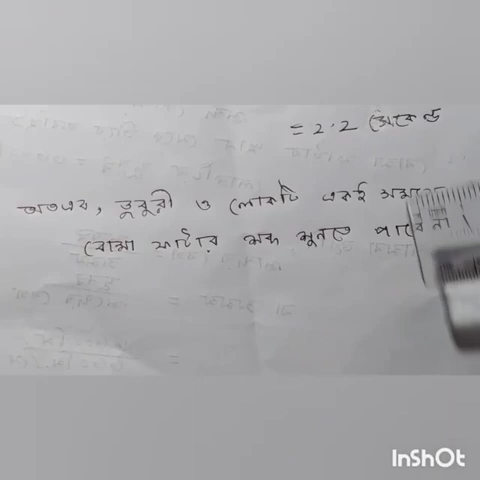 = 2.2 সেকেন্ড
অতএব, ডুবুরী ও লোকটি একই সময়
বোমা ফাটার শব্দ শুনতে পাবেনা।
InShOt